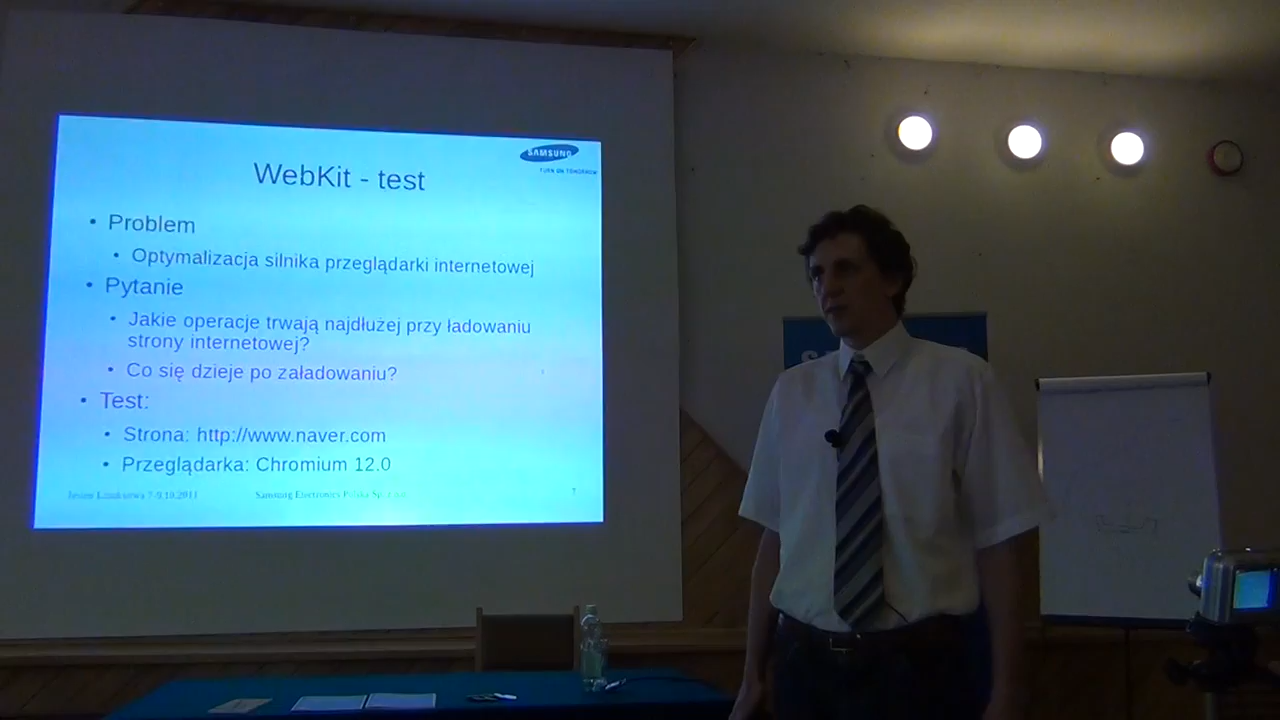 SAMSUNG
TURN ON TOMORROW
WebKit - test
• Problem
• Optymalizacja silnika przeglądarki internetowej
• Pytanie
• Jakie operacje trwają najdłużej przy ładowaniu
strony internetowej?
• Co się dzieje po załadowaniu?
• Test:
• Strona: http://www.naver.com
• Przeglądarka: Chromium 12.0
Jesień Linuksowa 7-9.10.2011
Samsung Electronics Polska Sp. z o.o.
7